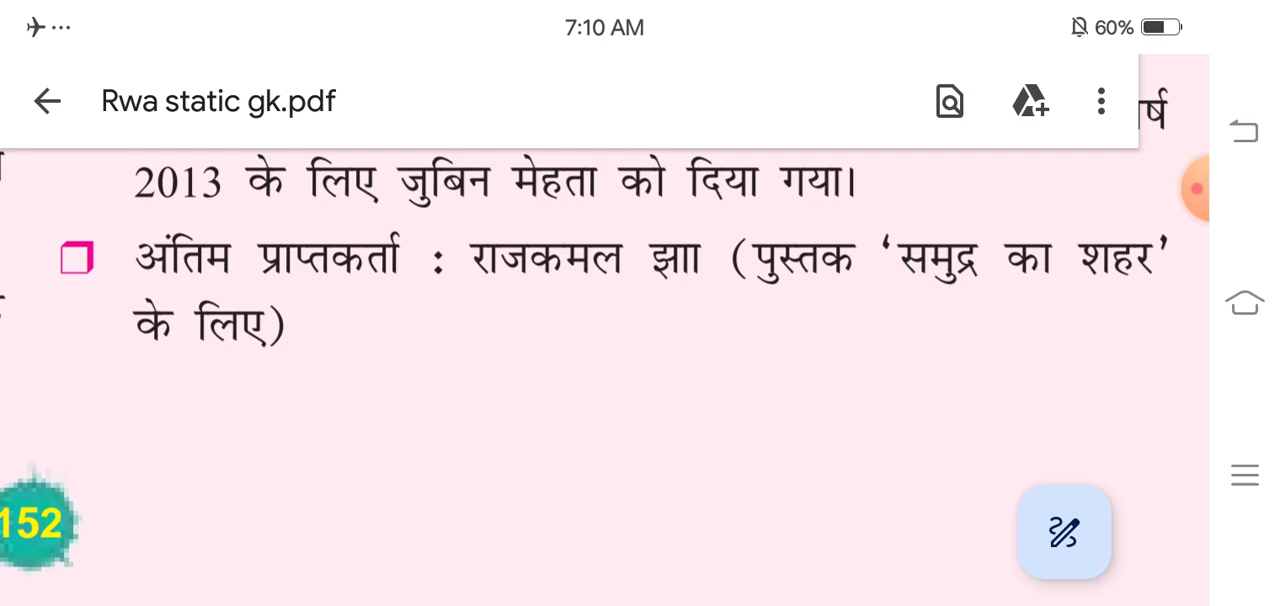 7:10 AM
60%
Rwa static gk.pdf
र्ष
2013 के लिए जुबिन मेहता को दिया गया।
अंतिम प्राप्तकर्ता : राजकमल झाा (पुस्तक ‘समुद्र का शहर’
के लिए)
152